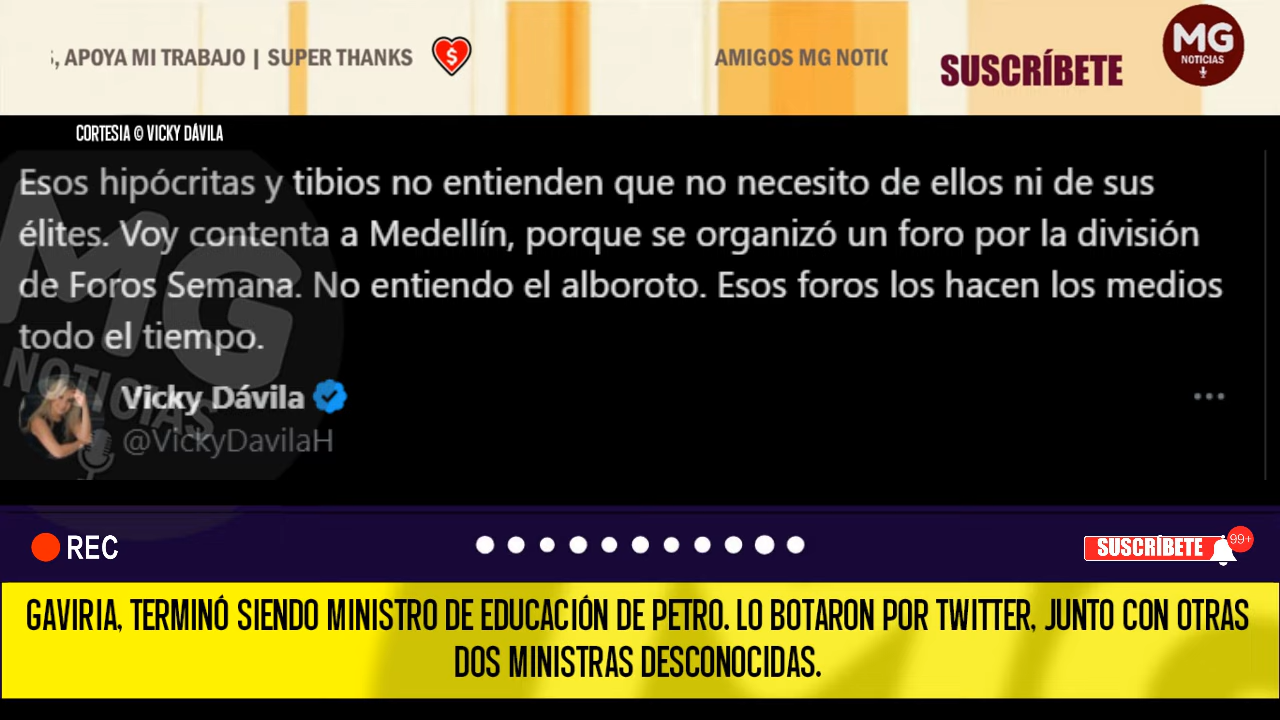 , APOYA MI TRABAJO | SUPER THANKS
$
AMIGOS MG NOTIC
SUSCRÍBETE
MG
NOTICIAS
CORTESIA © VICKY DÁVILA
Esos hipócritas y tibios no entienden que no necesito de ellos ni de sus
élites. Voy contenta a Medellín, porque se organizó un foro por la división
de Foros Semana. No entiendo el alboroto. Esos foros los hacen los medios
todo el tiempo.
MG
NOTICIAS
Vicky Dávila
@VickyDavilaH
REC
SUSCRÍBETE
99+
GAVIRIA, TERMINÓ SIENDO MINISTRO DE EDUCACIÓN DE PETRO. LO BOTARON POR TWITTER, JUNTO CON OTRAS
DOS MINISTRAS DESCONOCIDAS.